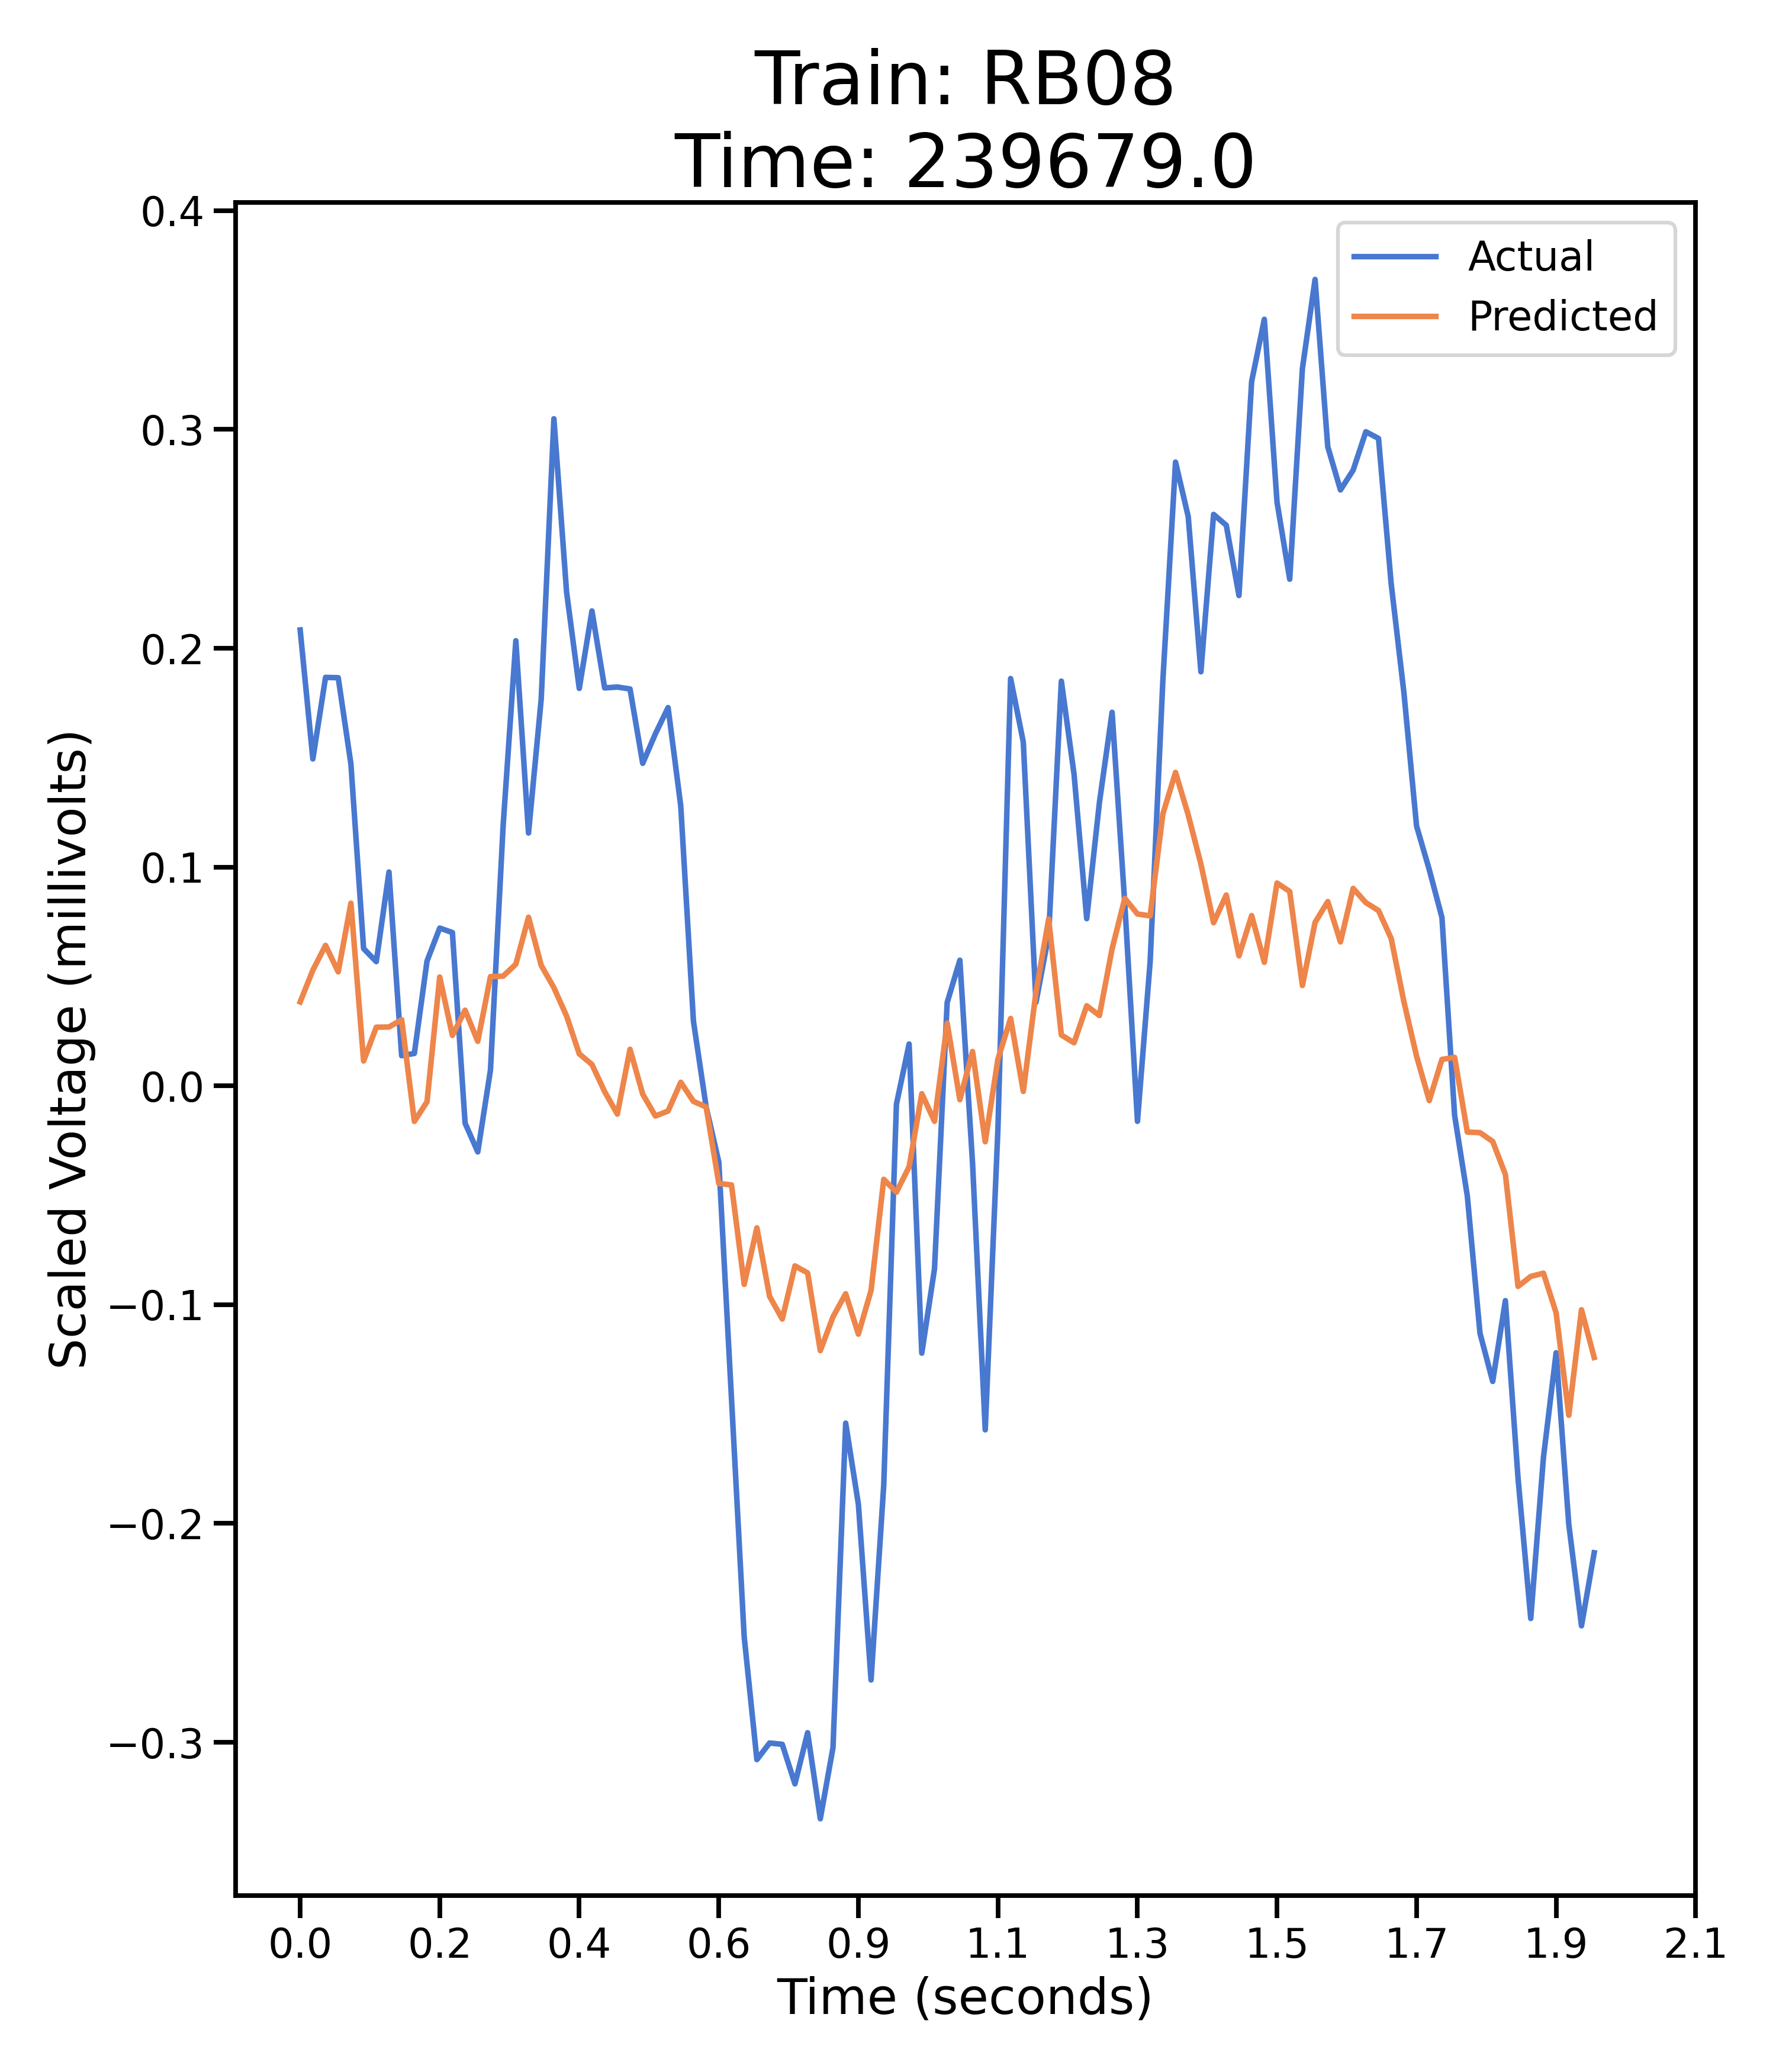 Train: RB08
Time: 239679.0
Actual
Predicted
Scaled Voltage (millivolts)
0.4
0.3
0.2
0.1
0.0
−0.1
−0.2
−0.3
0.0 0.2 0.4 0.6 0.9 1.1 1.3 1.5 1.7 1.9 2.1
Time (seconds)